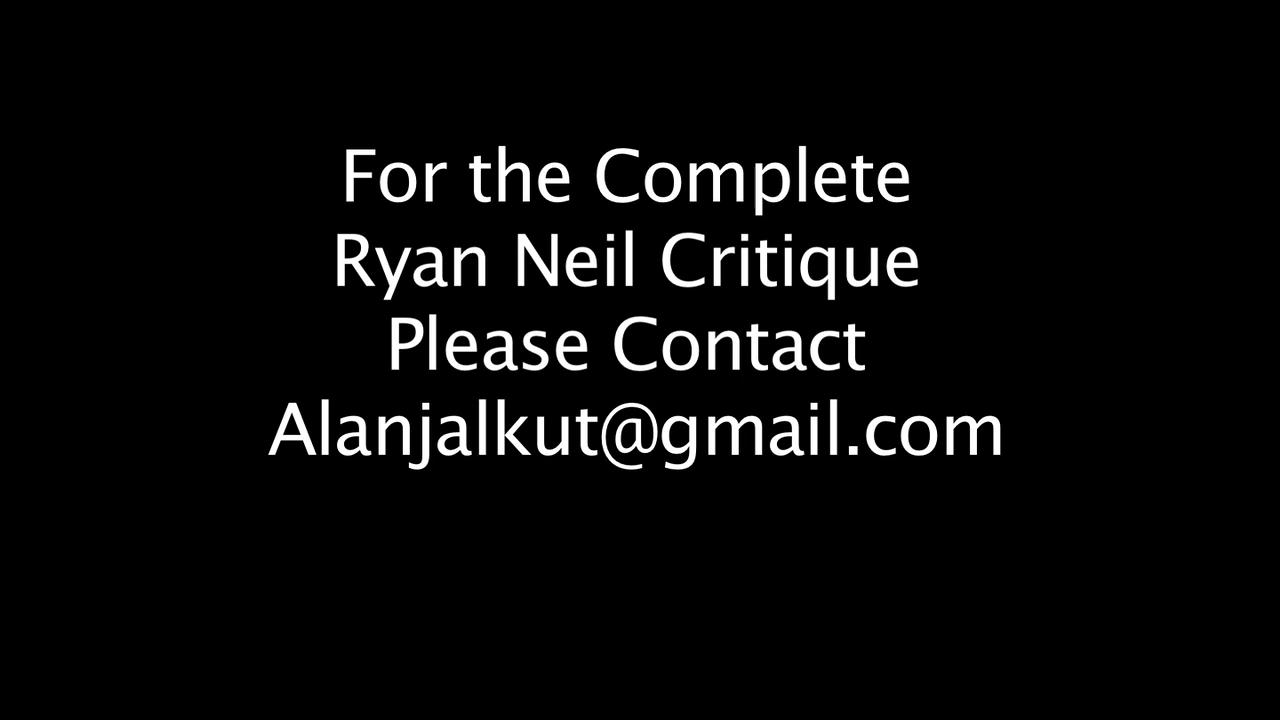 For the Complete
Ryan Neil Critique
Please Contact
Alanjalkut@gmail.com